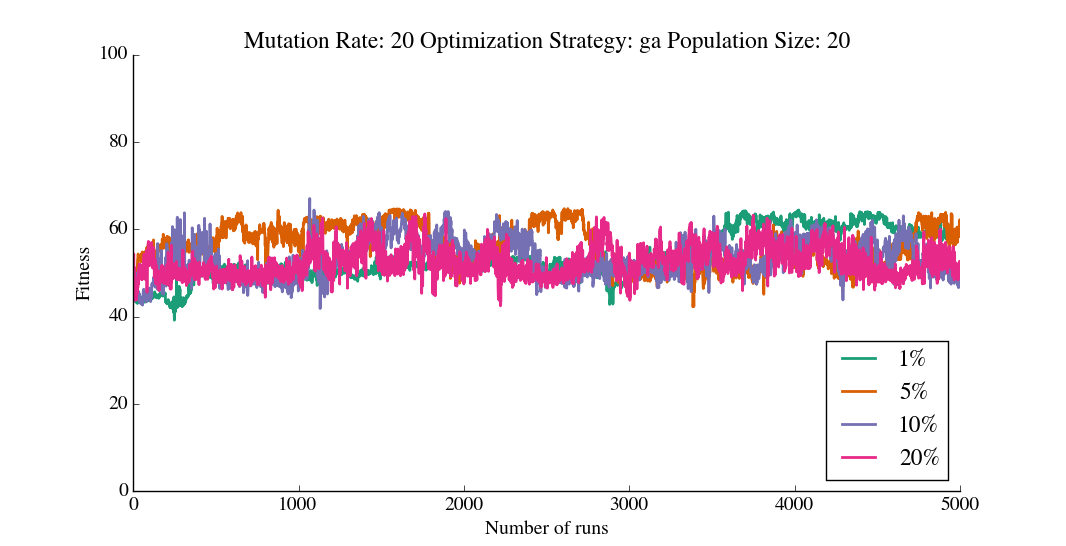 Mutation Rate: 20 Optimization Strategy: ga Population Size: 20
100
80
60
40
20
0
Fitness
0 1000 2000 3000 4000 5000
Number of runs
1%
5%
10%
20%